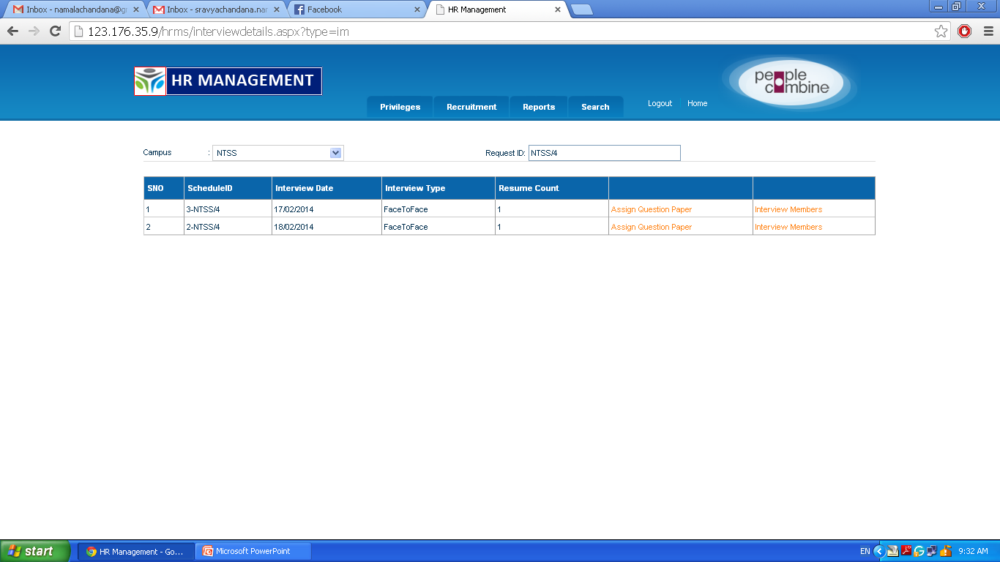 Inbox - namalachandana@g
Inbox - sravyachandana.nar
Facebook
HR Management
123.176.35.9/hrms/interviewdetails.aspx?type=im
HR MANAGEMENT
people combine
Privileges Recruitment Reports Search Logout Home
Campus : NTSS Request ID: NTSS/4
SNO ScheduleID Interview Date Interview Type Resume Count
1 3-NTSS/4 17/02/2014 FaceToFace 1 Assign Question Paper Interview Members
2 2-NTSS/4 18/02/2014 FaceToFace 1 Assign Question Paper Interview Members
start HR Management - Go... Microsoft PowerPoint EN 9:32 AM